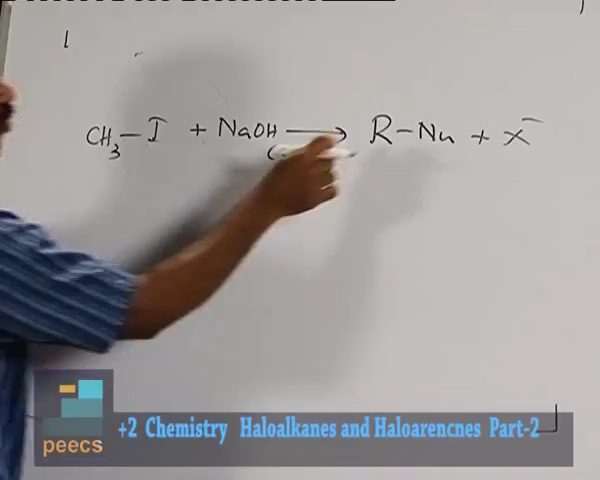 CH₃–I + NaOH ⟶ R–Nu + X⁻
peecs
+2 Chemistry Haloalkanes and Haloarencnes Part-2